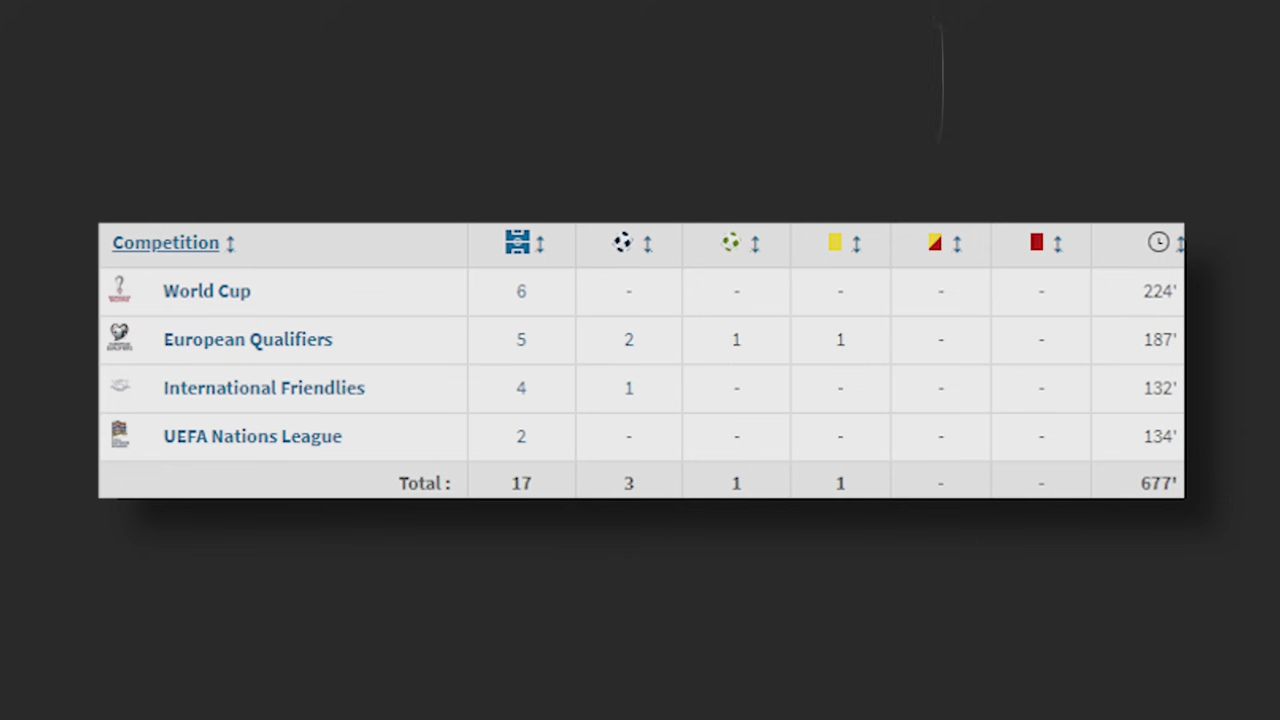 Competition
World Cup 6 - - - - - 224'
European Qualifiers 5 2 1 1 - - 187'
International Friendlies 4 1 - - - - 132'
UEFA Nations League 2 - - - - - 134'
Total : 17 3 1 1 - - 677'